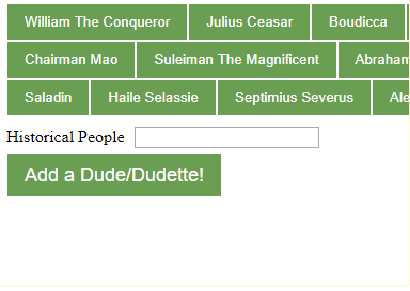 William The Conqueror Julius Ceasar Boudicca
Chairman Mao Suleiman The Magnificent Abraham
Saladin Haile Selassie Septimius Severus Ale
Historical People
Add a Dude/Dudette!